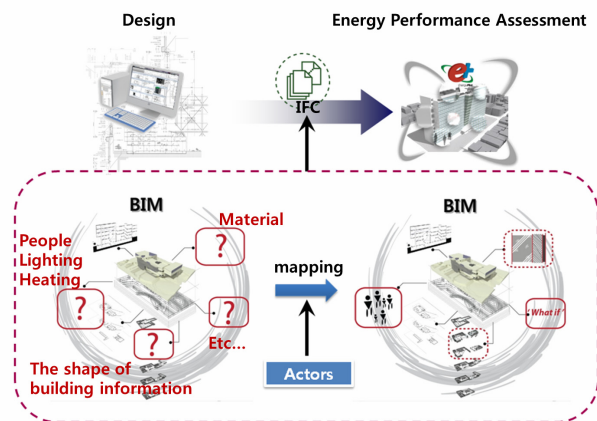 Design
Energy Performance Assessment
IFC
e+
BIM
BIM
Material
?
People
Lighting
Heating
?
?
?
Etc...
The shape of
building information
mapping
Actors
"What if"